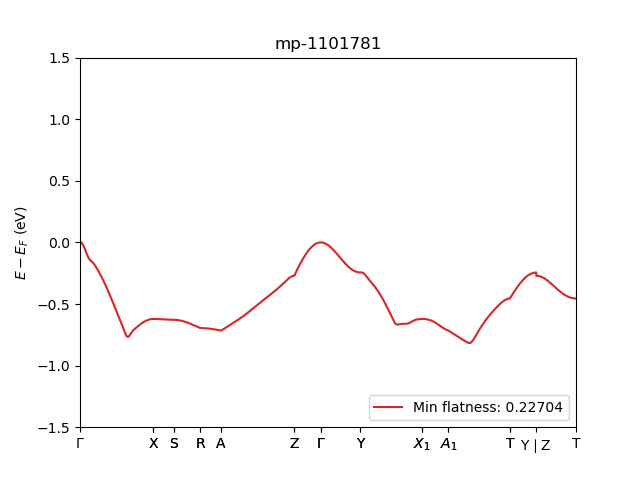 mp-1101781
E − E_F (eV)
1.5
1.0
0.5
0.0
−0.5
−1.0
−1.5
Min flatness: 0.22704
Γ X S R A Z Γ Y X₁ A₁ T Y | Z T